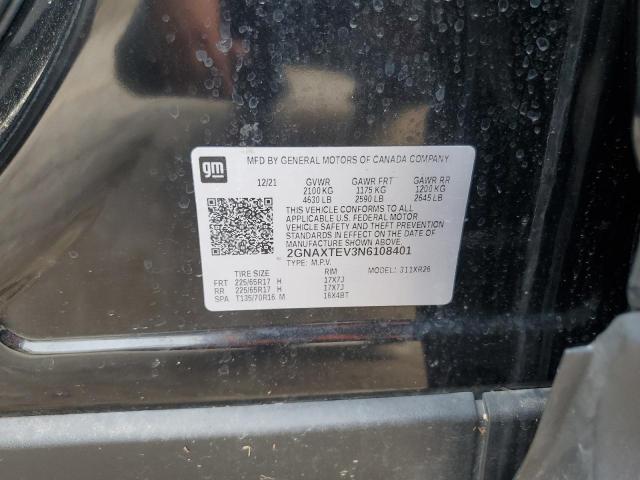 gm
MFD BY GENERAL MOTORS OF CANADA COMPANY
12/21 GVWR GAWR FRT GAWR RR
2100 KG 1175 KG 1200 KG
4630 LB 2590 LB 2645 LB
THIS VEHICLE CONFORMS TO ALL
APPLICABLE U.S. FEDERAL MOTOR
VEHICLE SAFETY AND THEFT PREVENTION
STANDARDS IN EFFECT ON THE DATE OF
MANUFACTURE SHOWN ABOVE.
2GNAXTEV3N6108401
TYPE: M.P.V. MODEL: 311XR26
TIRE SIZE RIM
FRT 225/65R17 H 17X7J
RR 225/65R17 H 17X7J
SPA T135/70R16 M 16X4BT